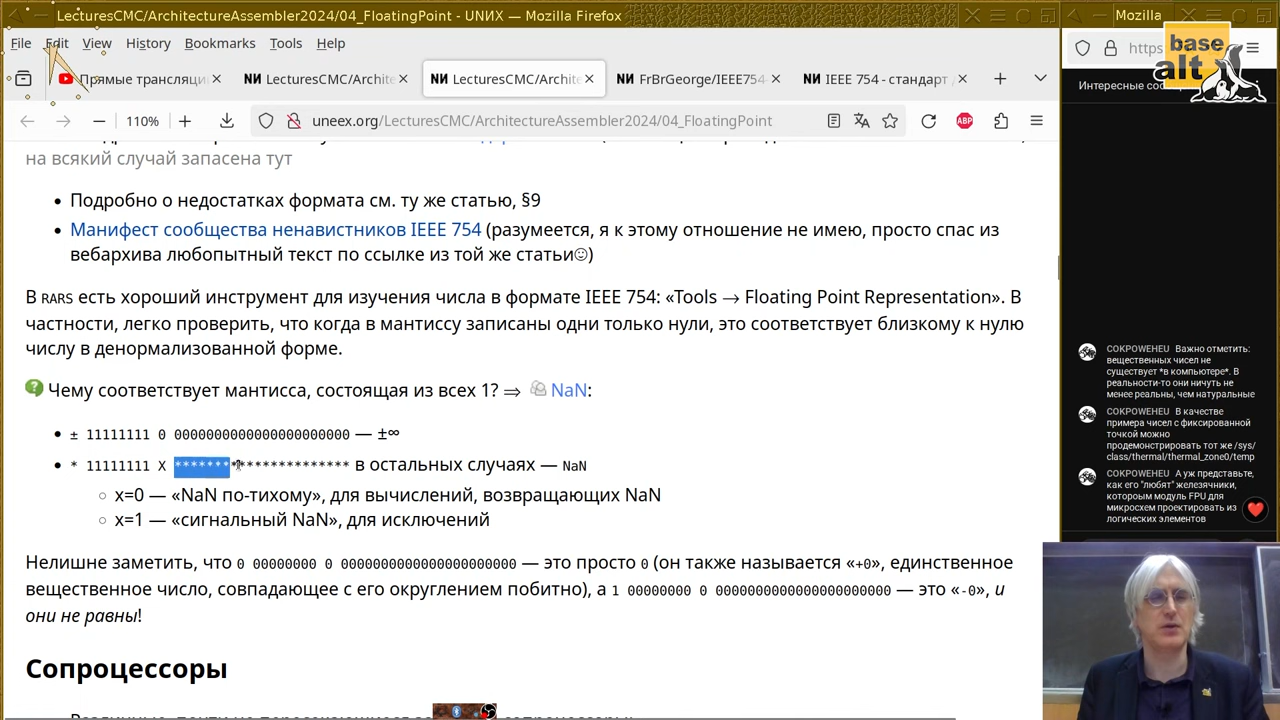 LecturesCMC/ArchitectureAssembler2024/04_FloatingPoint - UNИX — Mozilla Firefox
Mozilla
File Edit View History Bookmarks Tools Help
Прямые трансляци
LecturesCMC/Archite
LecturesCMC/Archite
FrBrGeorge/IEEE754-
IEEE 754 - стандарт
110%
uneex.org/LecturesCMC/ArchitectureAssembler2024/04_FloatingPoint
ABP
https
base
alt
Интересные соо
на всякий случай запасена тут
Подробно о недостатках формата см. ту же статью, §9
Манифест сообщества ненавистников IEEE 754 (разумеется, я к этому отношение не имею, просто спас из
вебархива любопытный текст по ссылке из той же статьи☺)
В RARS есть хороший инструмент для изучения числа в формате IEEE 754: «Tools → Floating Point Representation». В
частности, легко проверить, что когда в мантиссу записаны одни только нули, это соответствует близкому к нулю
числу в денормализованной форме.
Чему соответствует мантисса, состоящая из всех 1? ⇒ NaN:
± 11111111 0 0000000000000000000000 — ±∞
* 11111111 X ********************** в остальных случаях — NaN
x=0 — «NaN по-тихому», для вычислений, возвращающих NaN
x=1 — «сигнальный NaN», для исключений
Нелишне заметить, что 0 00000000 0 0000000000000000000000 — это просто 0 (он также называется «+0», единственное
вещественное число, совпадающее с его округлением побитно), а 1 00000000 0 0000000000000000000000 — это «-0», и
они не равны!
Сопроцессоры
COKPOWEHEU Важно отметить:
вещественных чисел не
существует *в компьютере*. В
реальности-то они ничуть не
менее реальны, чем натуральные
COKPOWEHEU В качестве
примера чисел с фиксированной
точкой можно
продемонстрировать тот же /sys/
class/thermal/thermal_zone0/temp
COKPOWEHEU А уж представьте,
как его "любят" железячники,
котороым модуль FPU для
микросхем проектировать из
логических элементов